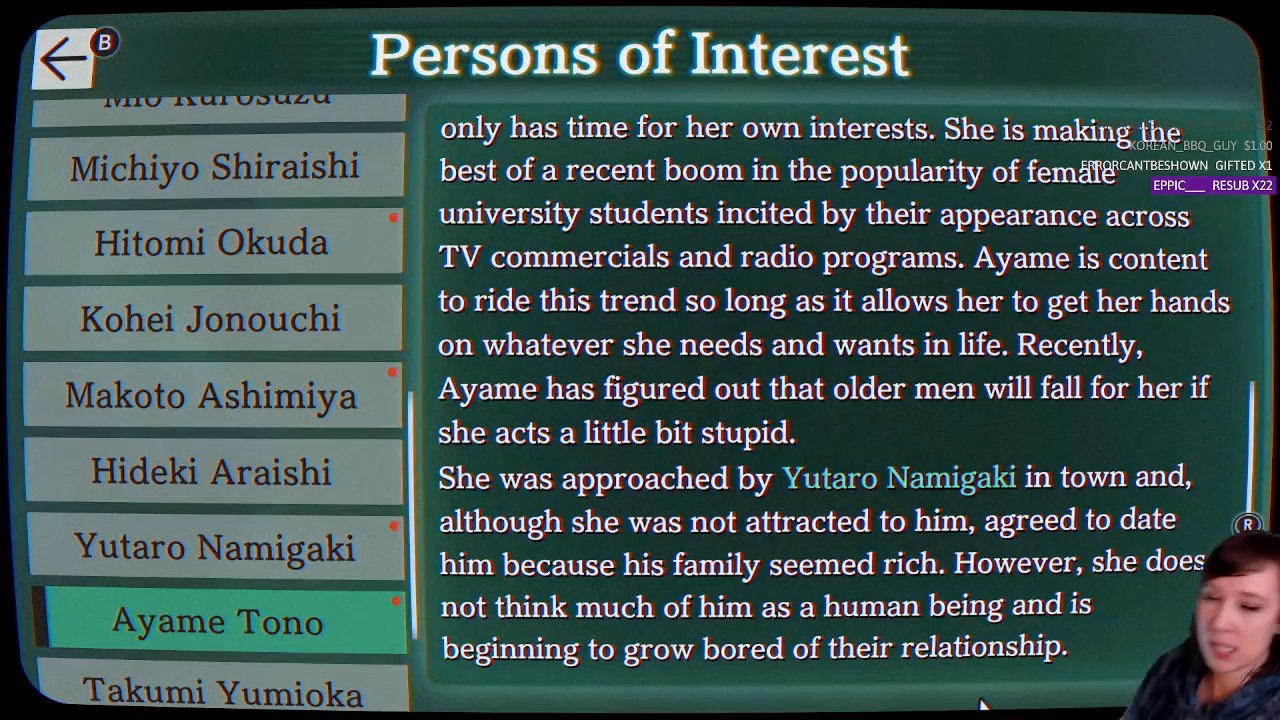 B
Persons of Interest
Mio Kurosuzu
Michiyo Shiraishi
Hitomi Okuda
Kohei Jonouchi
Makoto Ashimiya
Hideki Araishi
Yutaro Namigaki
Ayame Tono
Takumi Yumioka
only has time for her own interests. She is making the
best of a recent boom in the popularity of female
university students incited by their appearance across
TV commercials and radio programs. Ayame is content
to ride this trend so long as it allows her to get her hands
on whatever she needs and wants in life. Recently,
Ayame has figured out that older men will fall for her if
she acts a little bit stupid.
She was approached by Yutaro Namigaki in town and,
although she was not attracted to him, agreed to date
him because his family seemed rich. However, she does
not think much of him as a human being and is
beginning to grow bored of their relationship.
KOREAN_BBQ_GUY $1.00
ERRORCANTBESHOWN GIFTED X1
EPPIC___ RESUB X22
R